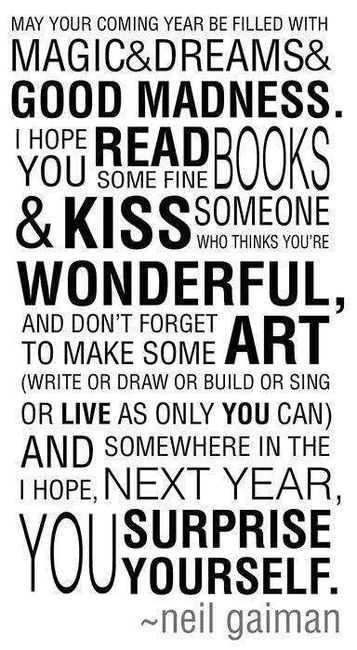 MAY YOUR COMING YEAR BE FILLED WITH
MAGIC&DREAMS&
GOOD MADNESS.
I HOPE
YOU
READ
SOME FINE
BOOKS
& KISS
SOMEONE
WHO THINKS YOU'RE
WONDERFUL,
AND DON'T FORGET
TO MAKE SOME
ART
(WRITE OR DRAW OR BUILD OR SING
OR LIVE AS ONLY YOU CAN)
AND
SOMEWHERE IN THE
I HOPE, NEXT YEAR,
YOU
SURPRISE
YOURSELF.
~neil gaiman